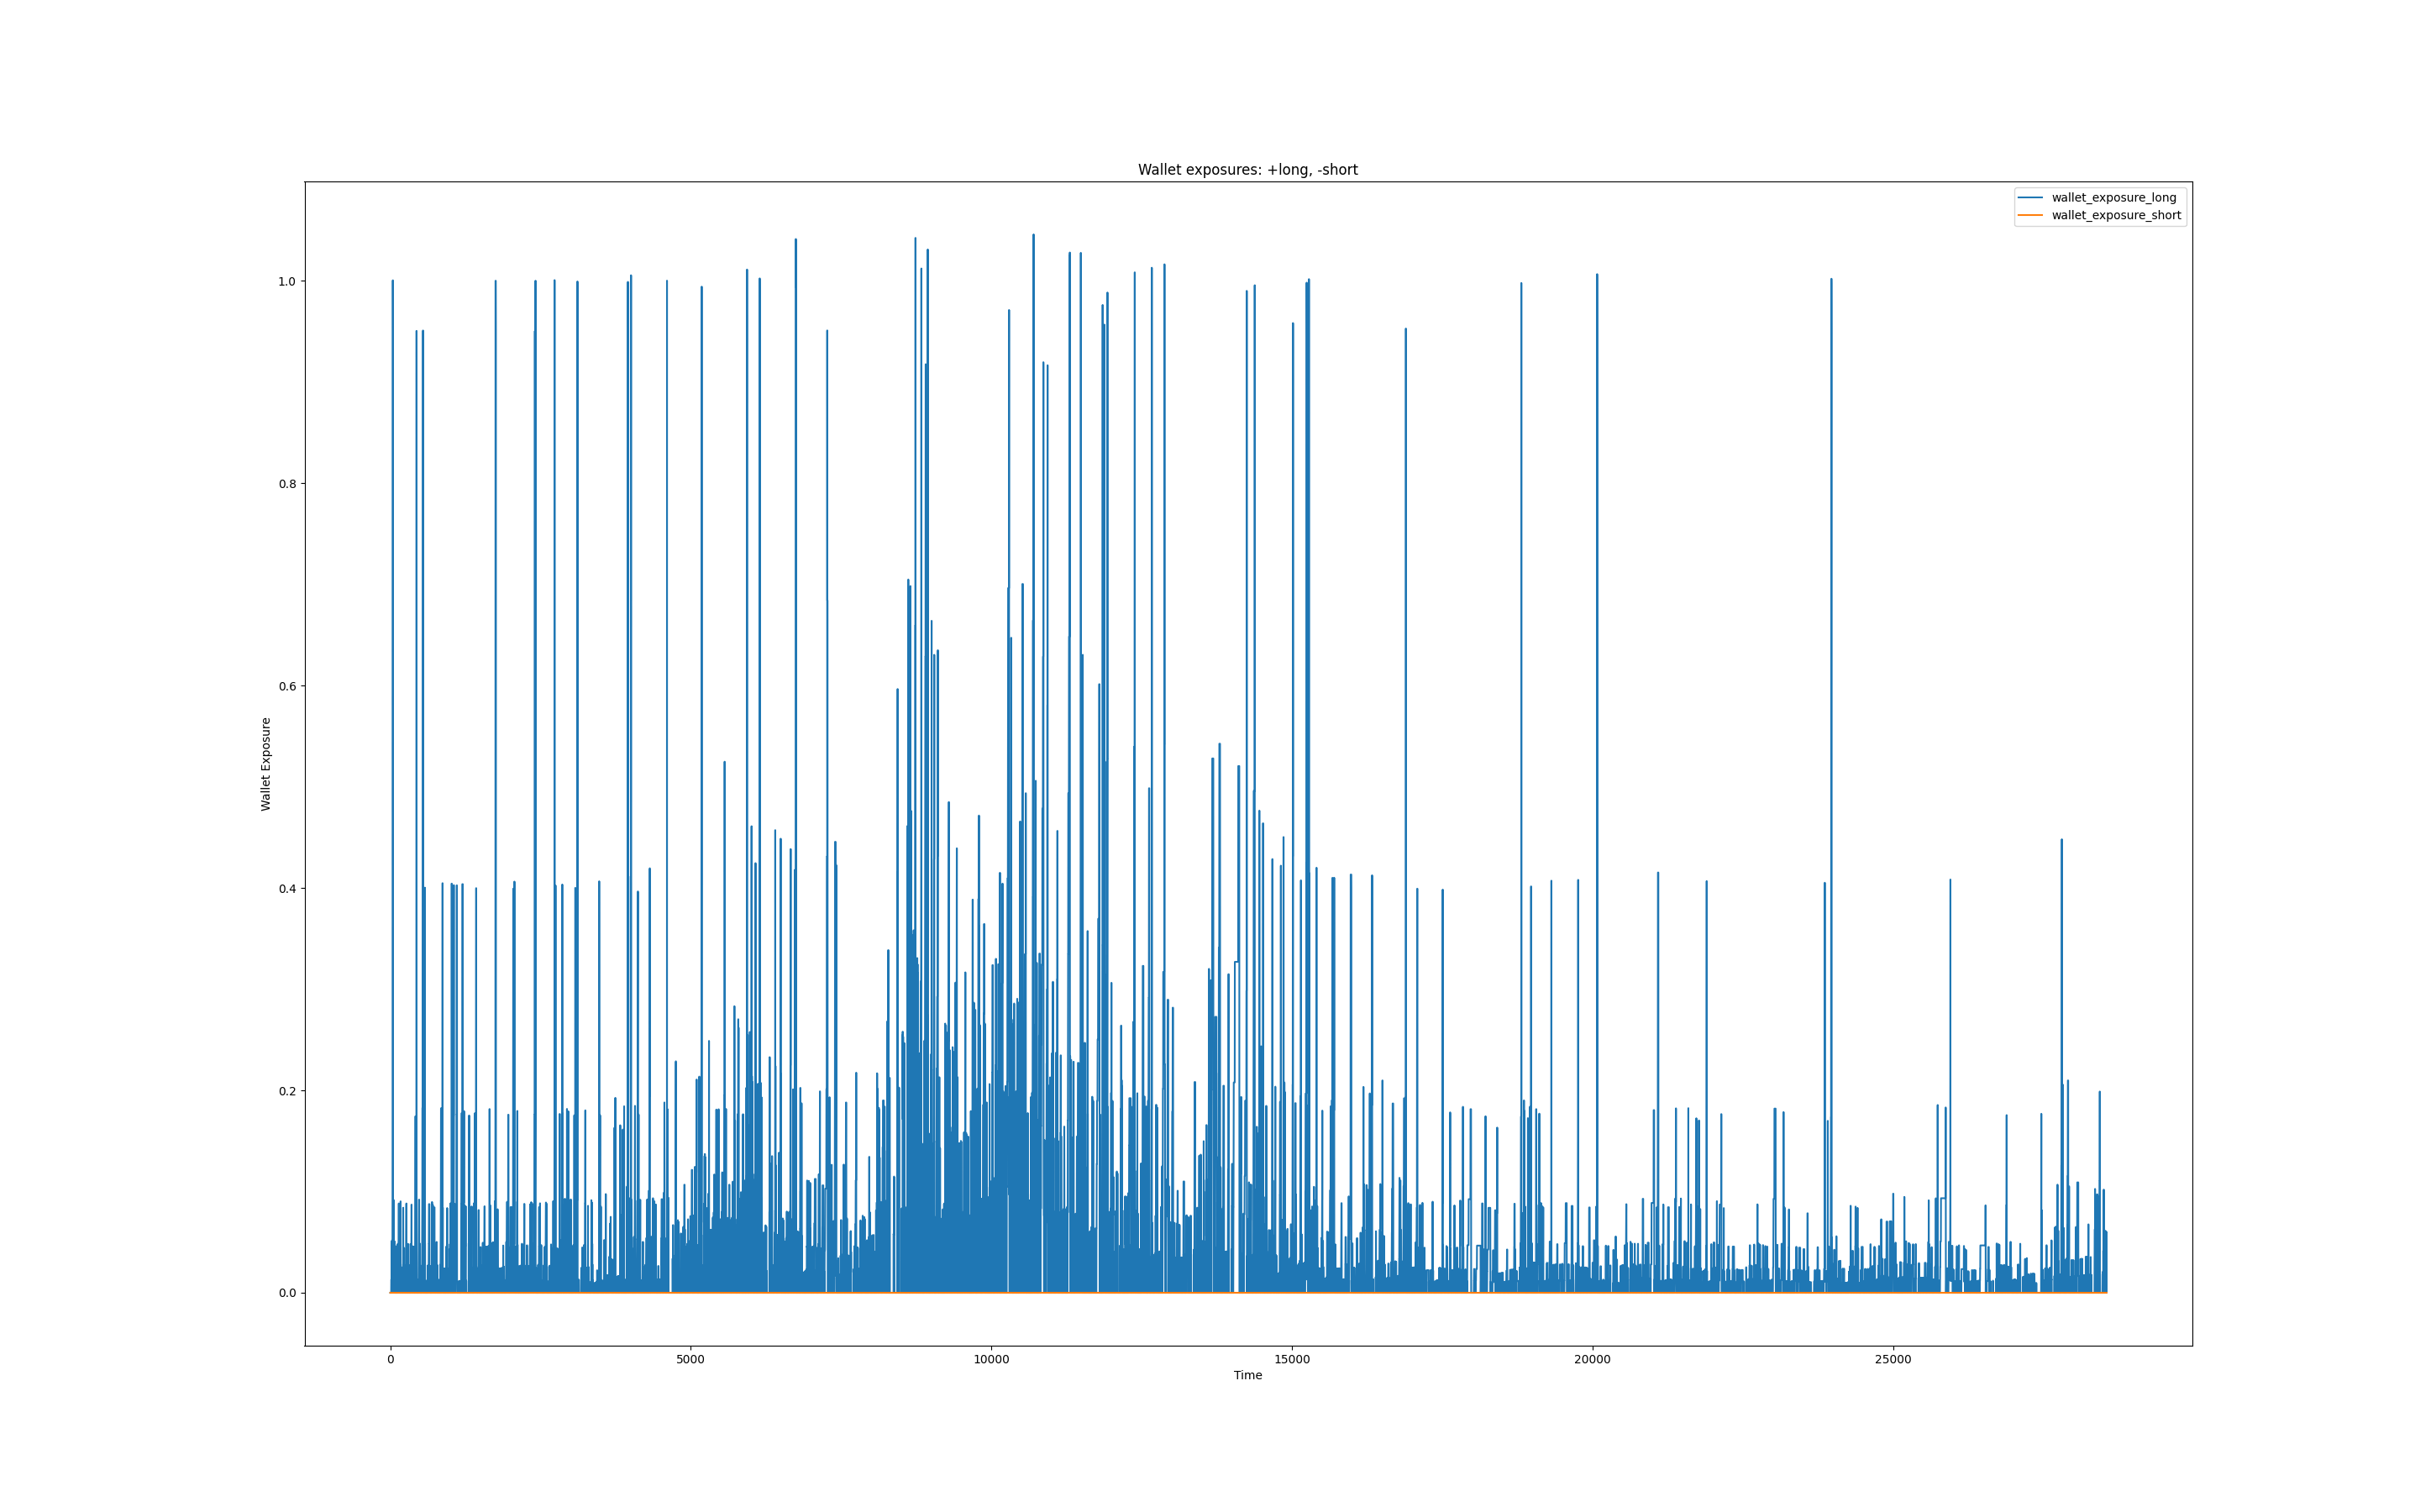 Wallet exposures: +long, -short
wallet_exposure_long
wallet_exposure_short
1.0
0.8
0.6
0.4
0.2
0.0
Wallet Exposure
0 5000 10000 15000 20000 25000
Time